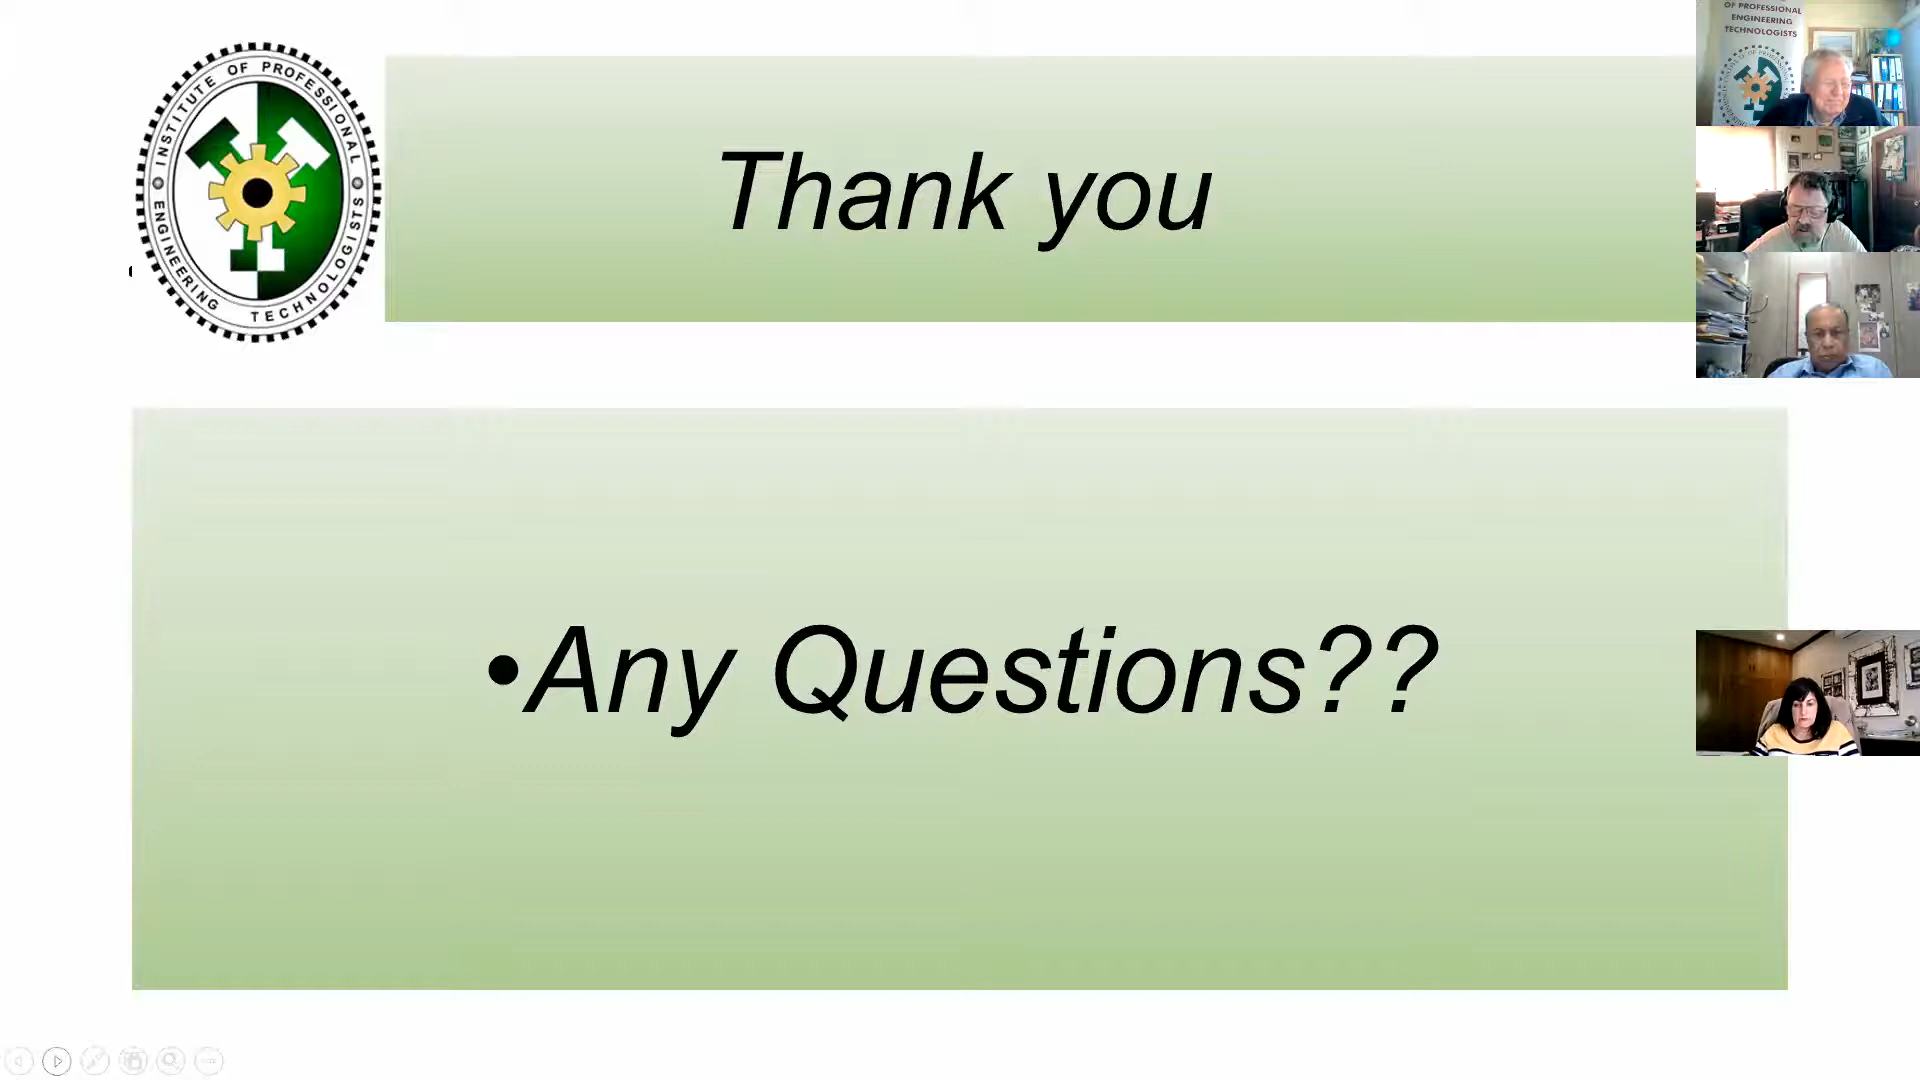 INSTITUTE OF PROFESSIONAL
ENGINEERING TECHNOLOGISTS
Thank you
•Any Questions??
OF PROFESSIONAL
ENGINEERING
TECHNOLOGISTS